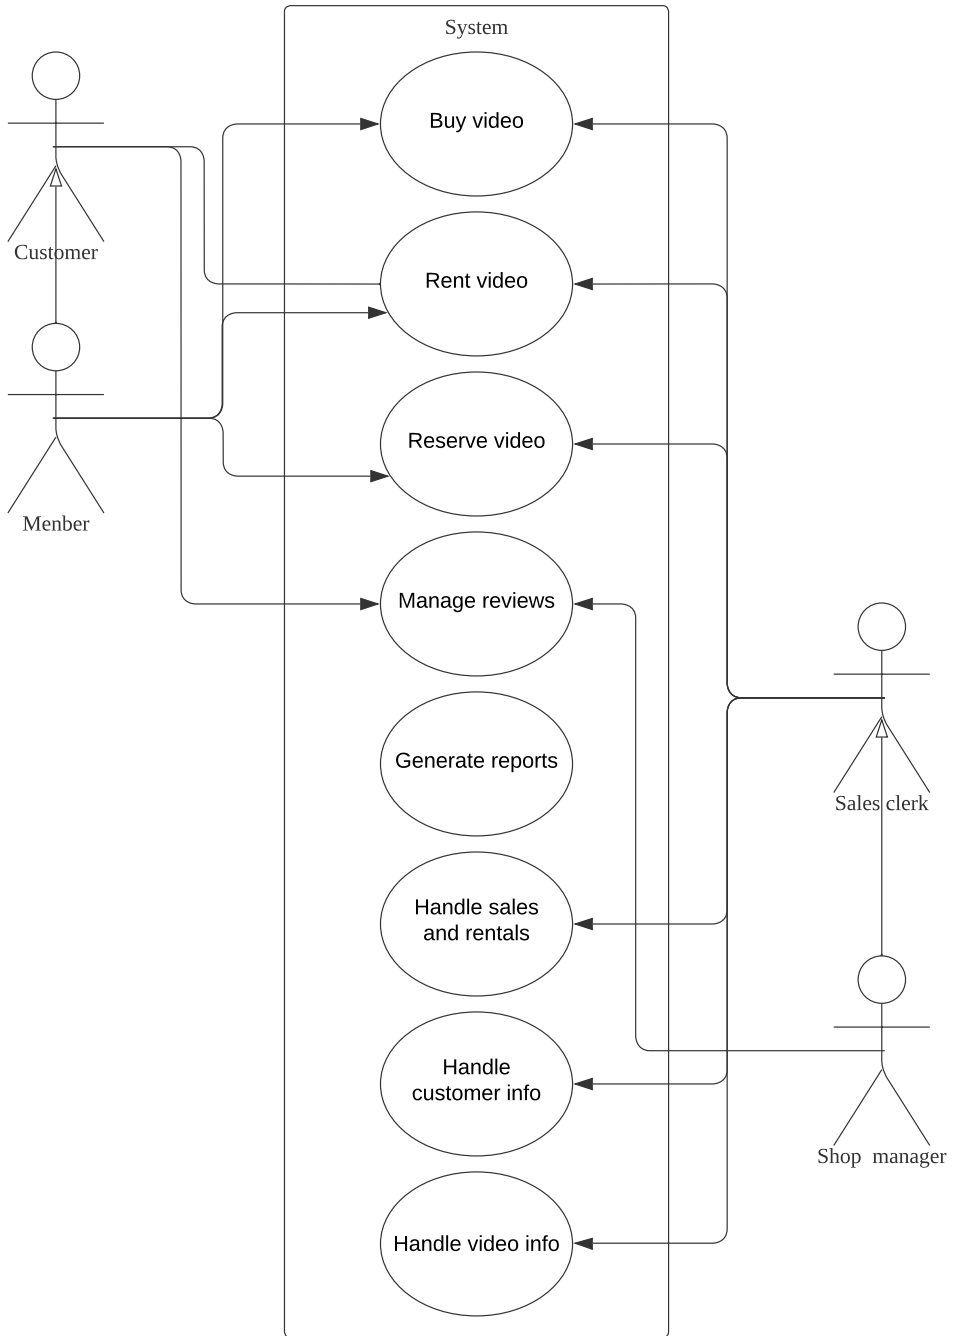 System
Buy video
Rent video
Customer
Reserve video
Menber
Manage reviews
Generate reports
Sales clerk
Handle sales
and rentals
Handle
customer info
Shop  manager
Handle video info